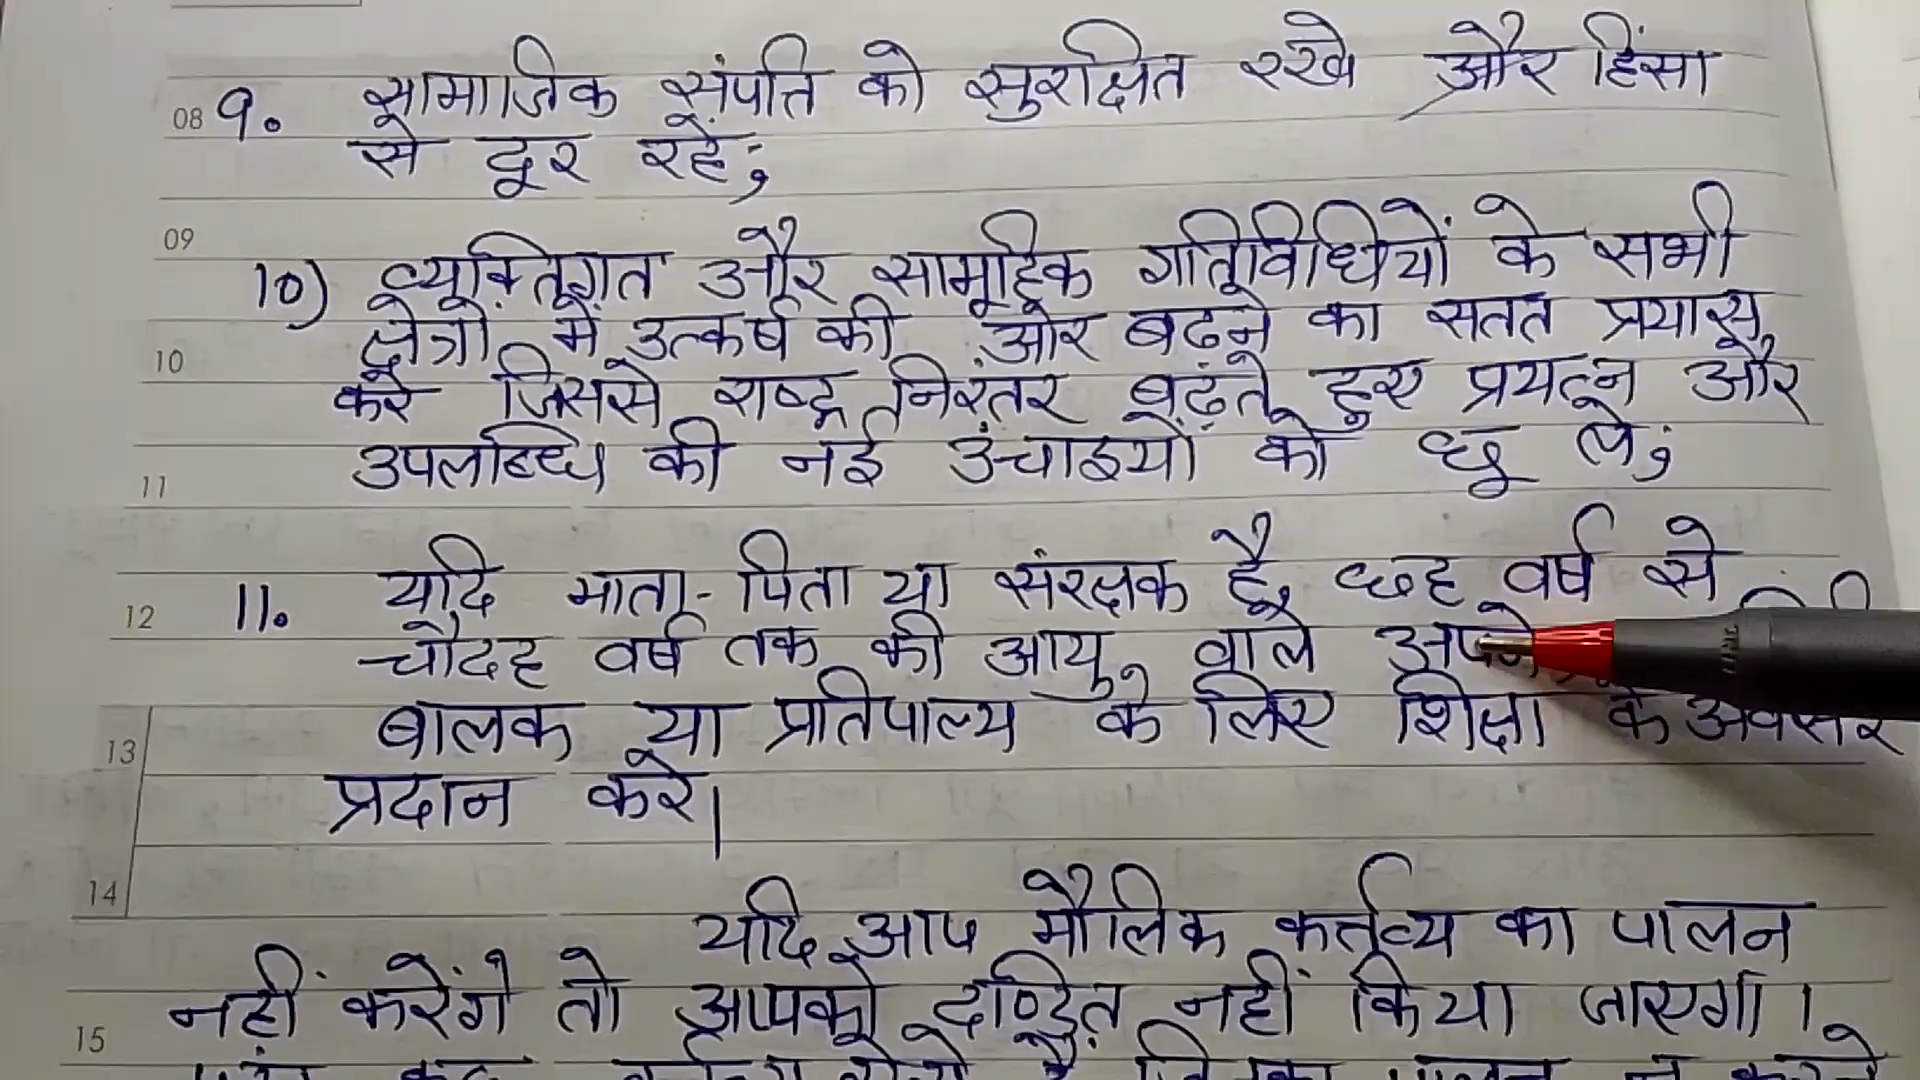 08 9. सामाजिक संपत्ति को सुरक्षित रखे और हिंसा
से दूर रहें;
09
10) व्यक्तिगत और सामूहिक गतिविधियों के सभी
10 क्षेत्रों में उत्कर्ष की ओर बढ़ने का सतत प्रयास
करे जिससे राष्ट्र निरंतर बढ़ते हुए प्रयत्न और
11 उपलब्धि की नई उंचाइयों को छू ले;
12 11. यदि माता-पिता या संरक्षक है, छह वर्ष से
चौदह वर्ष तक की आयु वाले अपने
13 बालक या प्रतिपाल्य के लिए शिक्षा के अवसर
प्रदान करे।
14
यदि आप मौलिक कर्तव्य का पालन
15 नहीं करेंगे तो आपको दण्डित नहीं किया जाएगा।